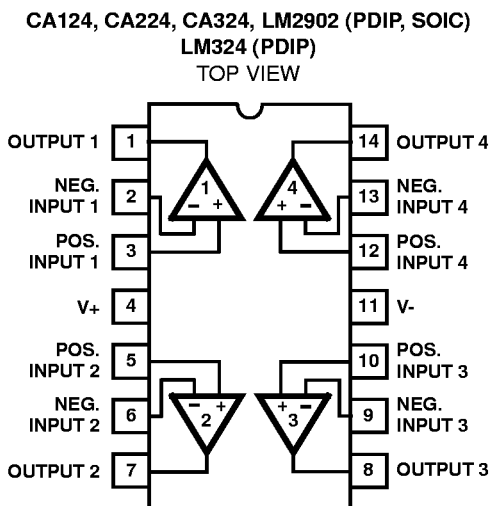 CA124, CA224, CA324, LM2902 (PDIP, SOIC)
LM324 (PDIP)
TOP VIEW
OUTPUT 1 1 14 OUTPUT 4
NEG. INPUT 1 2 1 - + 4 + - 13 NEG. INPUT 4
POS. INPUT 1 3 12 POS. INPUT 4
V+ 4 11 V-
POS. INPUT 2 5 10 POS. INPUT 3
NEG. INPUT 2 6 - + 2 + - 3 9 NEG. INPUT 3
OUTPUT 2 7 8 OUTPUT 3